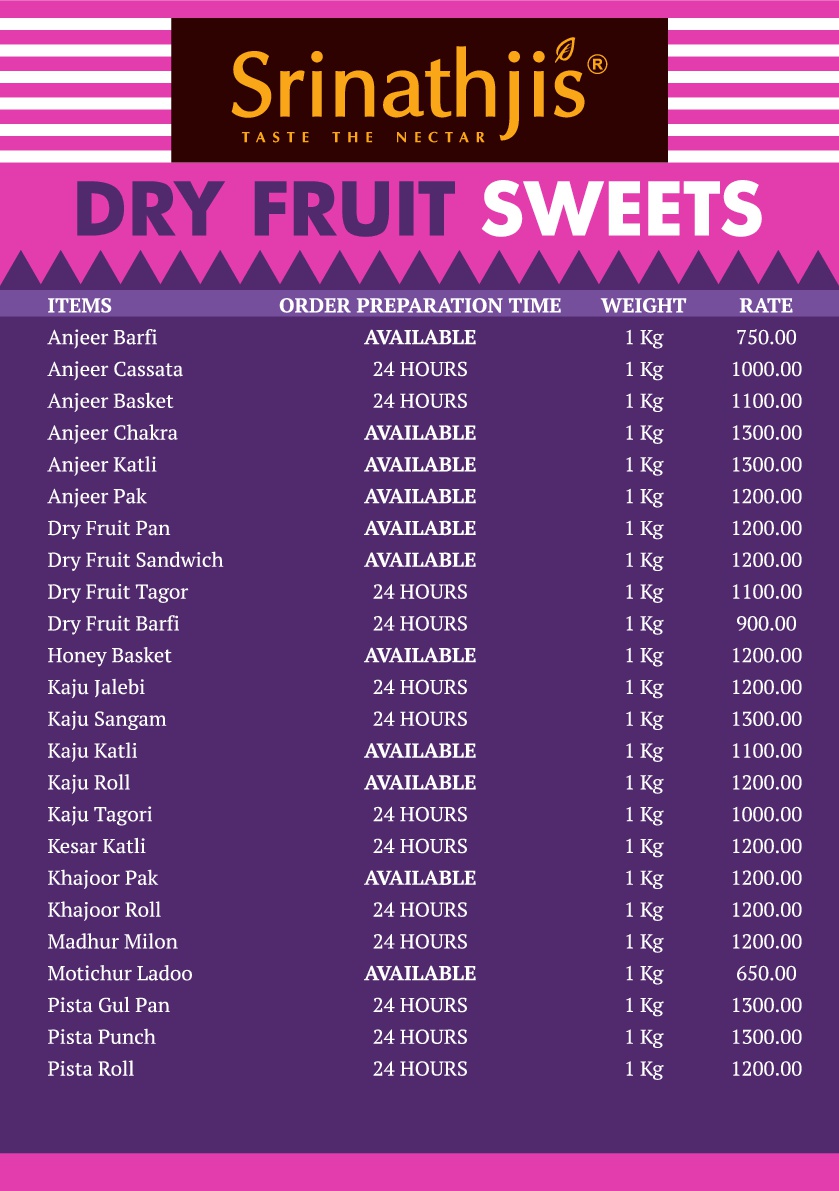 Srinathjis®
TASTE THE NECTAR
DRY FRUIT SWEETS
ITEMS ORDER PREPARATION TIME WEIGHT RATE
Anjeer Barfi AVAILABLE 1 Kg 750.00
Anjeer Cassata 24 HOURS 1 Kg 1000.00
Anjeer Basket 24 HOURS 1 Kg 1100.00
Anjeer Chakra AVAILABLE 1 Kg 1300.00
Anjeer Katli AVAILABLE 1 Kg 1300.00
Anjeer Pak AVAILABLE 1 Kg 1200.00
Dry Fruit Pan AVAILABLE 1 Kg 1200.00
Dry Fruit Sandwich AVAILABLE 1 Kg 1200.00
Dry Fruit Tagor 24 HOURS 1 Kg 1100.00
Dry Fruit Barfi 24 HOURS 1 Kg 900.00
Honey Basket AVAILABLE 1 Kg 1200.00
Kaju Jalebi 24 HOURS 1 Kg 1200.00
Kaju Sangam 24 HOURS 1 Kg 1300.00
Kaju Katli AVAILABLE 1 Kg 1100.00
Kaju Roll AVAILABLE 1 Kg 1200.00
Kaju Tagori 24 HOURS 1 Kg 1000.00
Kesar Katli 24 HOURS 1 Kg 1200.00
Khajoor Pak AVAILABLE 1 Kg 1200.00
Khajoor Roll 24 HOURS 1 Kg 1200.00
Madhur Milon 24 HOURS 1 Kg 1200.00
Motichur Ladoo AVAILABLE 1 Kg 650.00
Pista Gul Pan 24 HOURS 1 Kg 1300.00
Pista Punch 24 HOURS 1 Kg 1300.00
Pista Roll 24 HOURS 1 Kg 1200.00